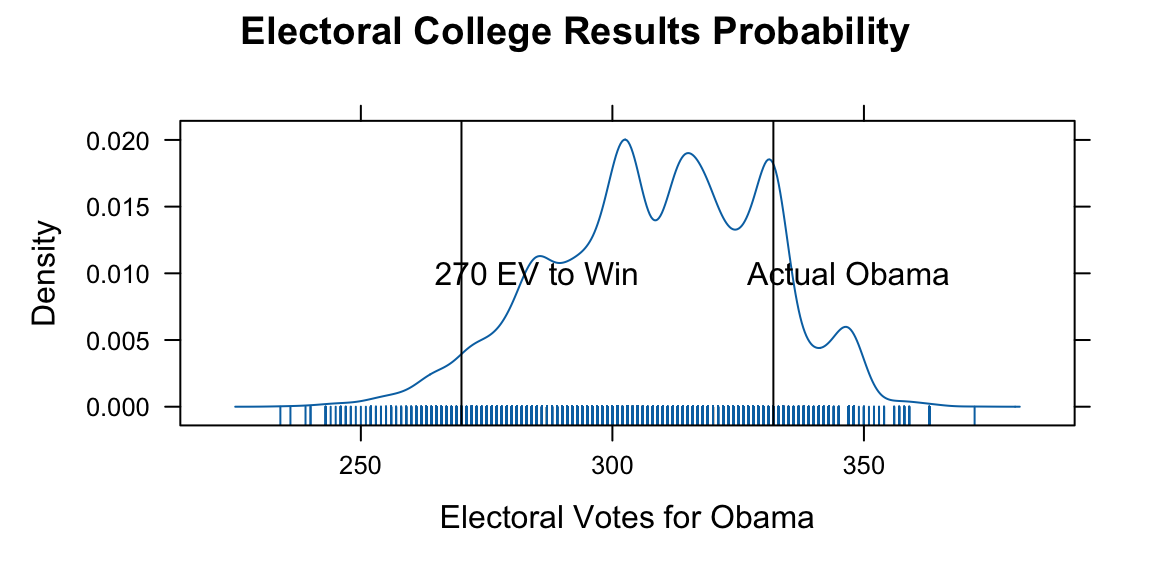 Electoral College Results Probability
0.020
0.015
0.010
0.005
0.000
Density
270 EV to Win
Actual Obama
250 300 350
Electoral Votes for Obama